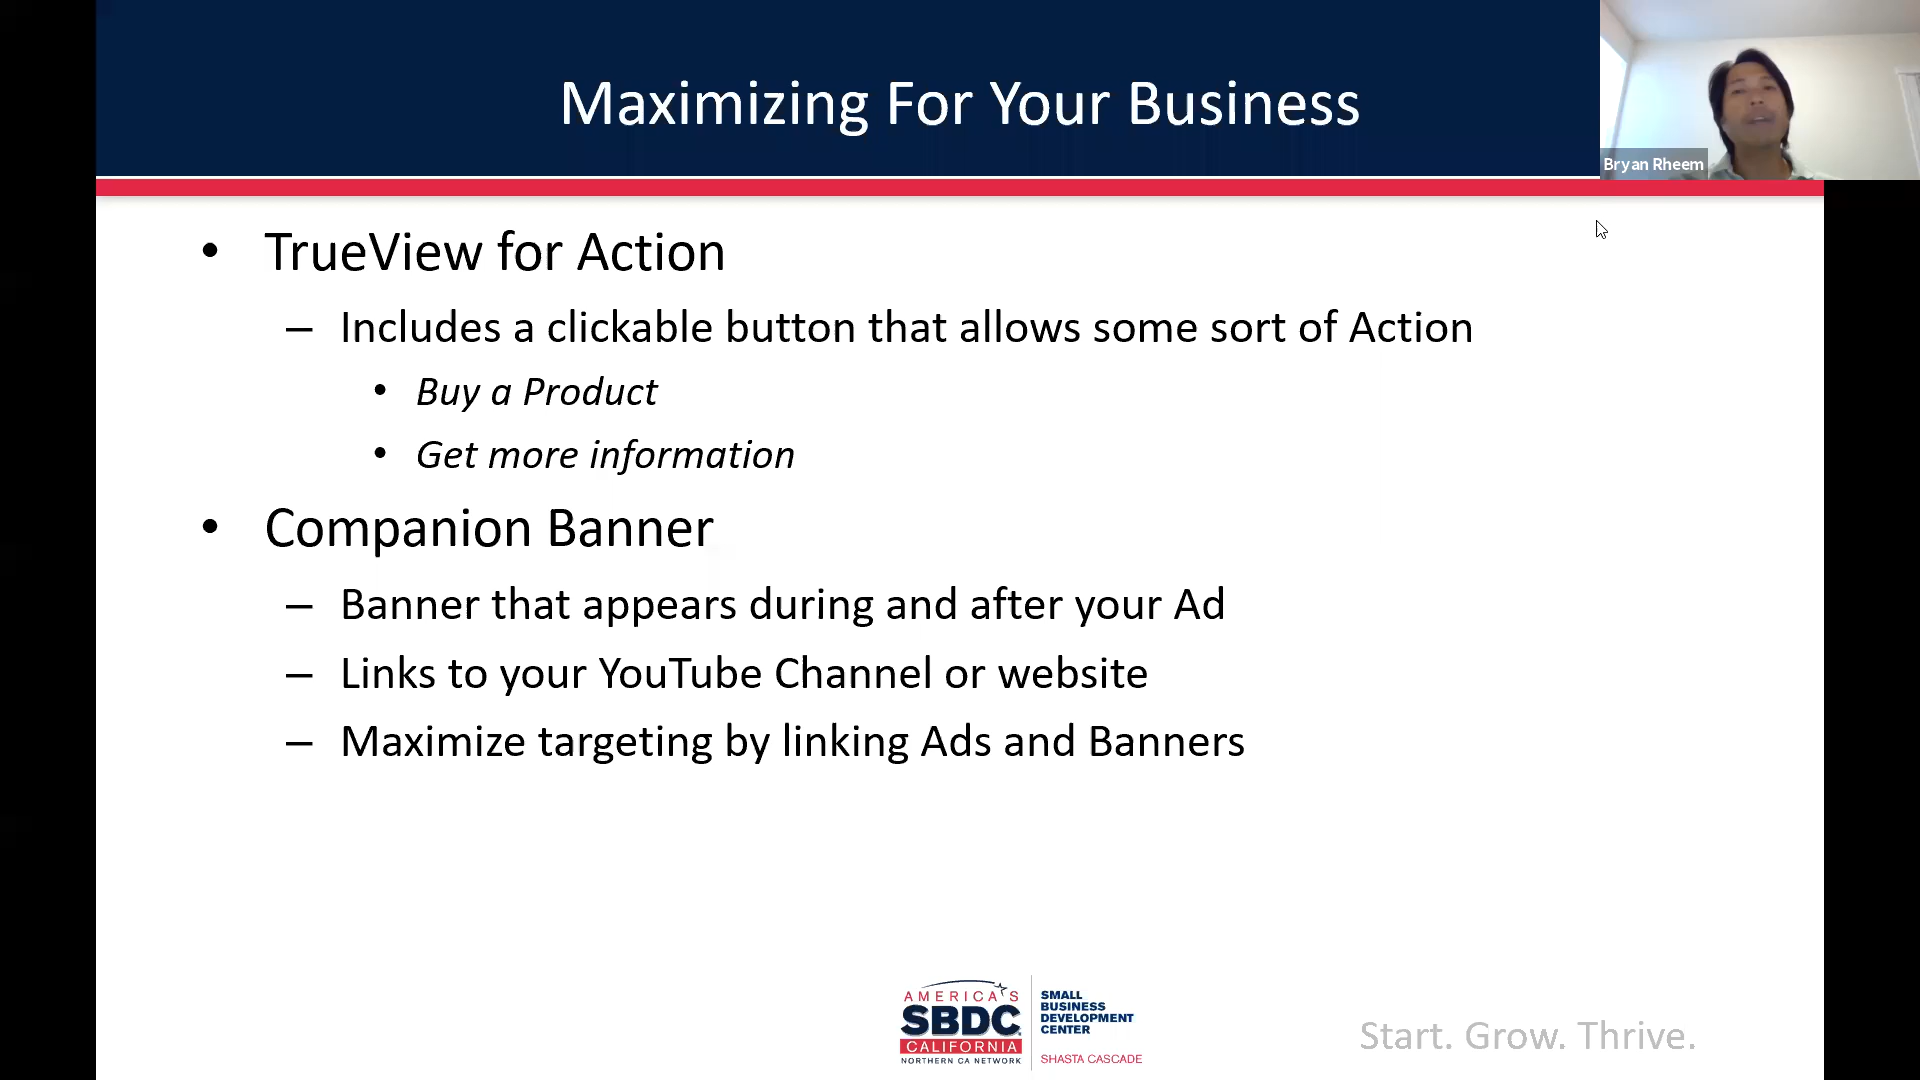 Maximizing For Your Business
Bryan Rheem
• TrueView for Action
– Includes a clickable button that allows some sort of Action
• Buy a Product
• Get more information
• Companion Banner
– Banner that appears during and after your Ad
– Links to your YouTube Channel or website
– Maximize targeting by linking Ads and Banners
AMERICA'S
SBDC
CALIFORNIA
NORTHERN CA NETWORK
SMALL
BUSINESS
DEVELOPMENT
CENTER
SHASTA CASCADE
Start. Grow. Thrive.